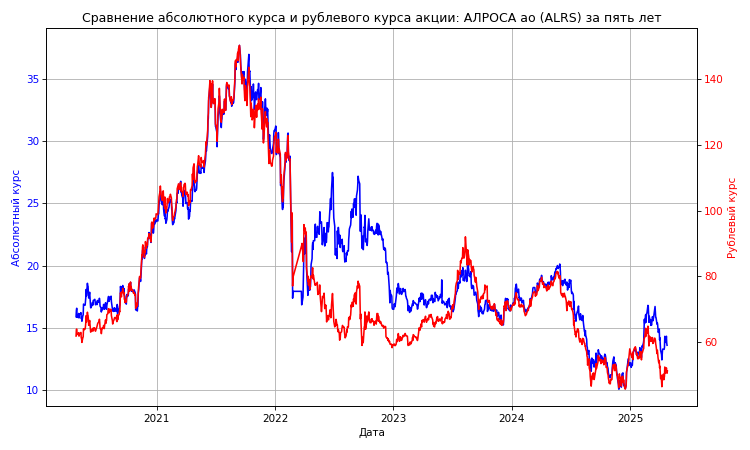 Сравнение абсолютного курса и рублевого курса акции: АЛРОСА ао (ALRS) за пять лет
35
30
25
20
15
10
Абсолютный курс
140
120
100
80
60
Рублевый курс
2021 2022 2023 2024 2025
Дата